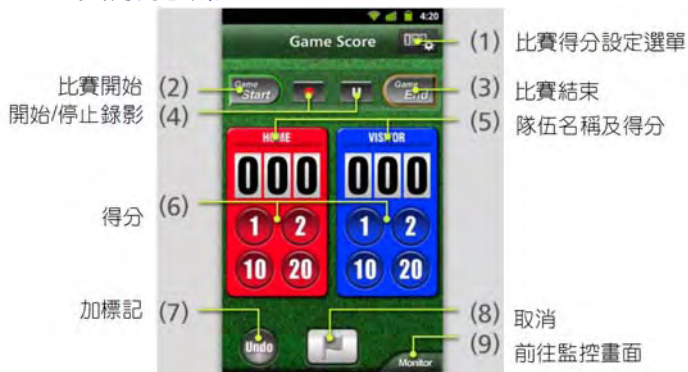 4:20
Game Score
(1) 比賽得分設定選單
比賽開始 (2)
Game Start
Game End
(3) 比賽結束
開始/停止錄影 (4)
(5) 隊伍名稱及得分
HOME
VISITOR
000
000
得分 (6)
1 2
1 2
10 20
10 20
加標記 (7)
Undo
(8) 取消
Monitor
(9) 前往監控畫面